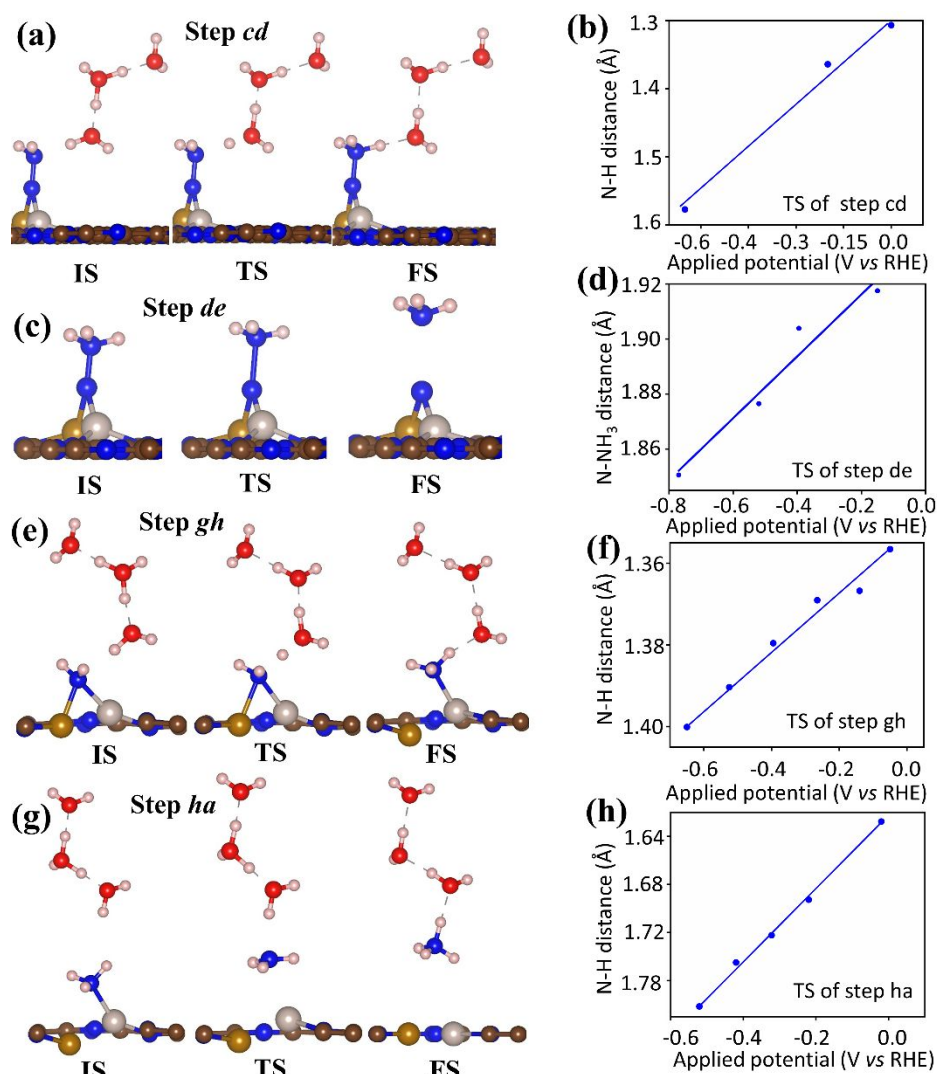 (a) Step cd
IS TS FS
(b)
1.3
1.4
1.5
1.6
N-H distance (Å)
TS of step cd
-0.6 -0.4 -0.3 -0.15 0.0
Applied potential (V vs RHE)
(c) Step de
IS TS FS
(d)
1.92
1.90
1.88
1.86
N-NH3 distance (Å)
TS of step de
-0.8 -0.6 -0.4 -0.2 0.0
Applied potential (V vs RHE)
(e) Step gh
IS TS FS
(f)
1.36
1.38
1.40
N-H distance (Å)
TS of step gh
-0.6 -0.4 -0.2 0.0
Applied potential (V vs RHE)
(g) Step ha
IS TS FS
(h)
1.64
1.68
1.72
1.78
N-H distance (Å)
TS of step ha
-0.6 -0.4 -0.2 0.0
Applied potential (V vs RHE)